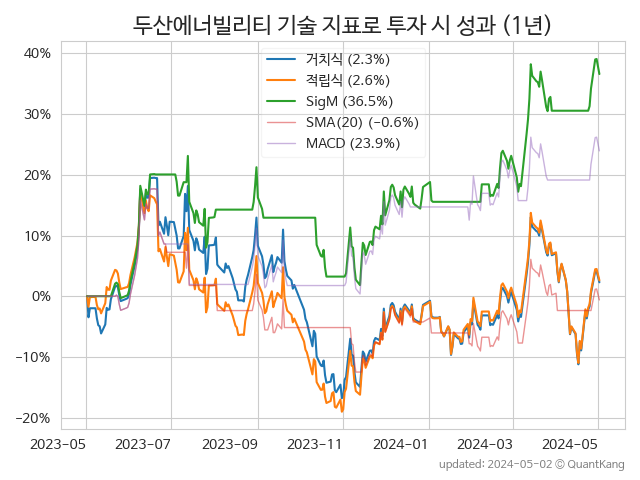 두산에너빌리티 기술 지표로 투자 시 성과 (1년)
거치식 (2.3%)
적립식 (2.6%)
SigM (36.5%)
SMA(20) (−0.6%)
MACD (23.9%)
40%
30%
20%
10%
0%
−10%
−20%
2023-05 2023-07 2023-09 2023-11 2024-01 2024-03 2024-05
updated: 2024-05-02 © QuantKang